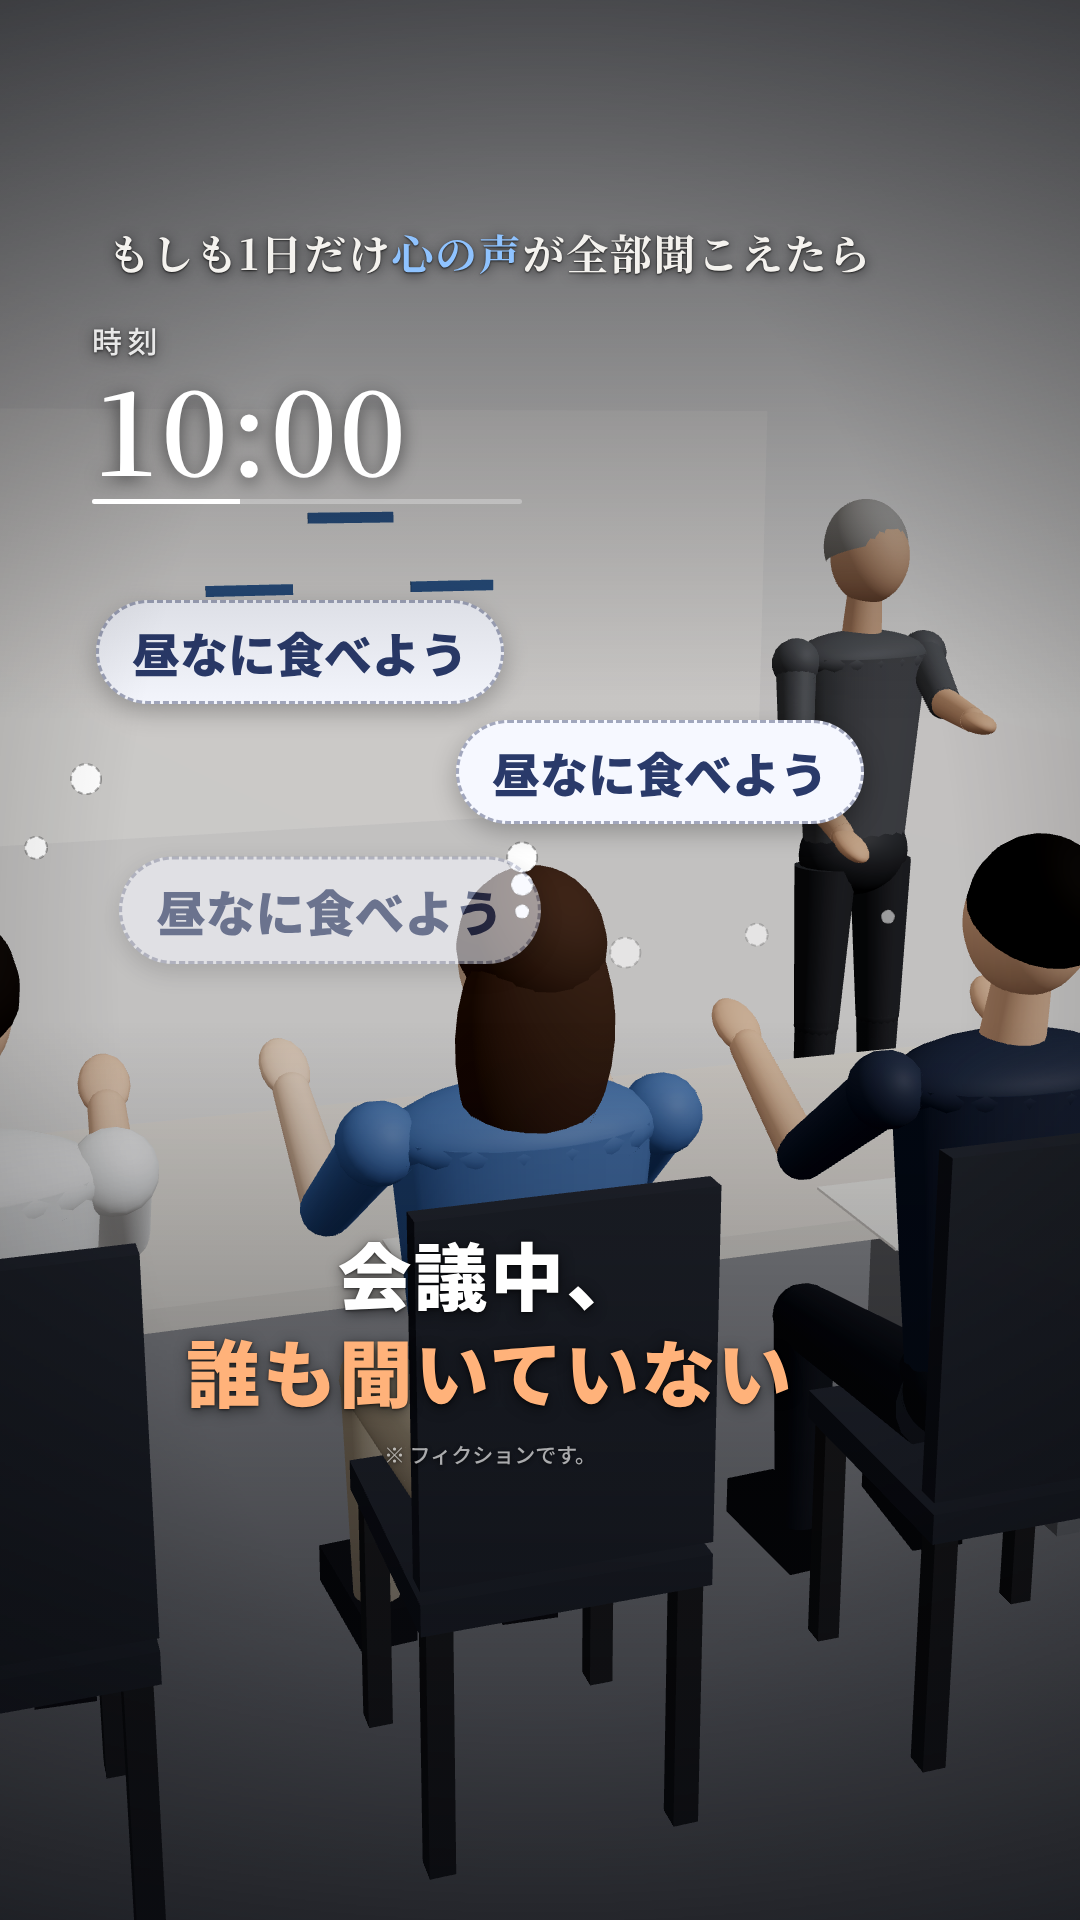 もしも1日だけ心の声が全部聞こえたら
時刻
10:00
昼なに食べよう
昼なに食べよう
昼なに食べよう
会議中、
誰も聞いていない
※ フィクションです。